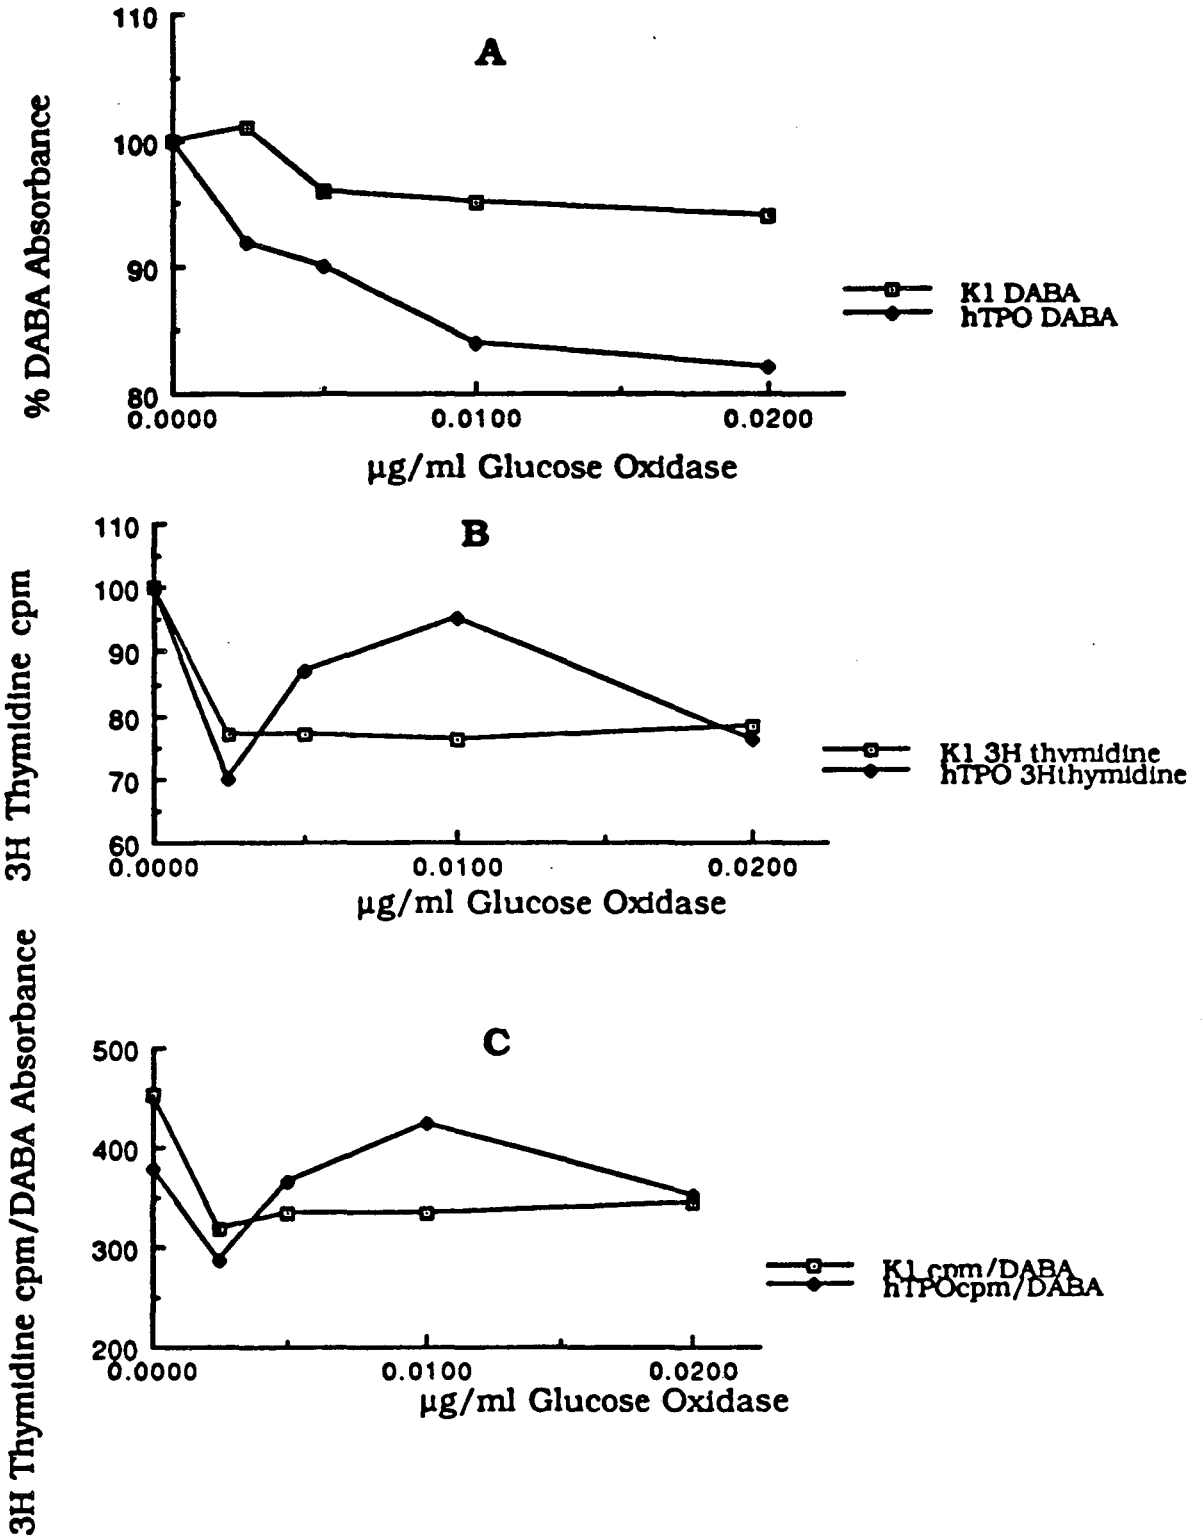 A
110
100
90
80
% DABA Absorbance
0.0000 0.0100 0.0200
µg/ml Glucose Oxidase
K1 DABA
hTPO DABA
B
110
100
90
80
70
60
3H Thymidine cpm
0.0000 0.0100 0.0200
µg/ml Glucose Oxidase
K1 3H thymidine
hTPO 3Hthymidine
C
500
400
300
200
3H Thymidine cpm/DABA Absorbance
0.0000 0.0100 0.0200
µg/ml Glucose Oxidase
K1 cpm/DABA
hTPOcpm/DABA